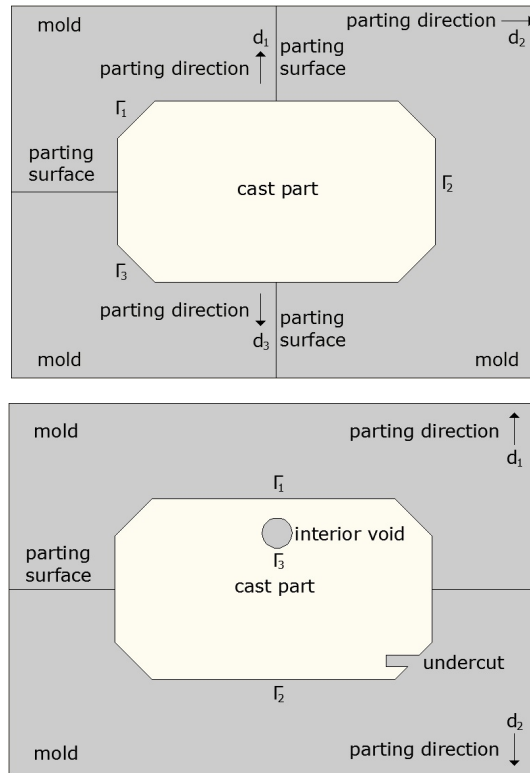 mold
d₁
parting
surface
parting direction
parting direction
d₂
Γ₁
parting
surface
cast part
Γ₂
Γ₃
parting direction
d₃
parting
surface
mold
mold
mold
parting direction
d₁
Γ₁
interior void
Γ₃
parting
surface
cast part
undercut
Γ₂
d₂
mold
parting direction